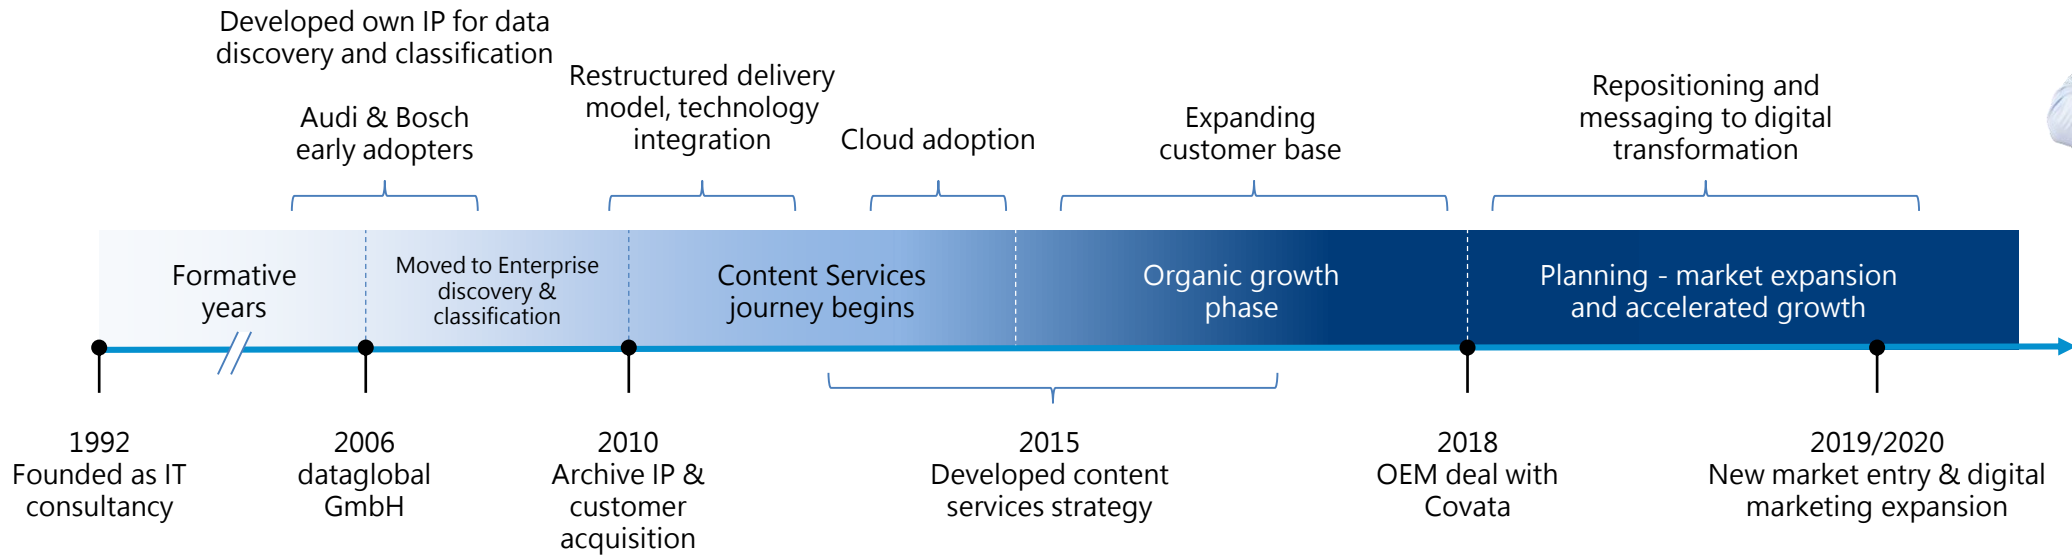 Developed own IP for data
discovery and classification
Audi & Bosch
early adopters
Restructured delivery
model, technology
integration
Cloud adoption
Expanding
customer base
Repositioning and
messaging to digital
transformation
Formative
years
Moved to Enterprise
discovery &
classification
Content Services
journey begins
Organic growth
phase
Planning - market expansion
and accelerated growth
1992
Founded as IT
consultancy
2006
dataglobal
GmbH
2010
Archive IP &
customer
acquisition
2015
Developed content
services strategy
2018
OEM deal with
Covata
2019/2020
New market entry & digital
marketing expansion